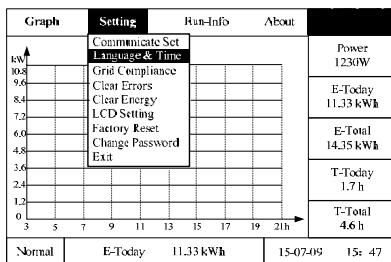 Graph Setting Run-Info About
Communicate Set
Language & Time
Grid Compliance
Clear Errors
Clear Energy
LCD Setting
Factory Reset
Change Password
Exit
kW
10.8
9.6
8.4
7.2
6.0
4.8
3.6
2.4
1.2
0
3 5 7 9 11 13 15 17 19 21h
Power
1230W
E-Today
11.33 kWh
E-Total
14.35 kWh
T-Today
1.7 h
T-Total
4.6 h
Normal E-Today 11.33 kWh 15-07-09 15: 47